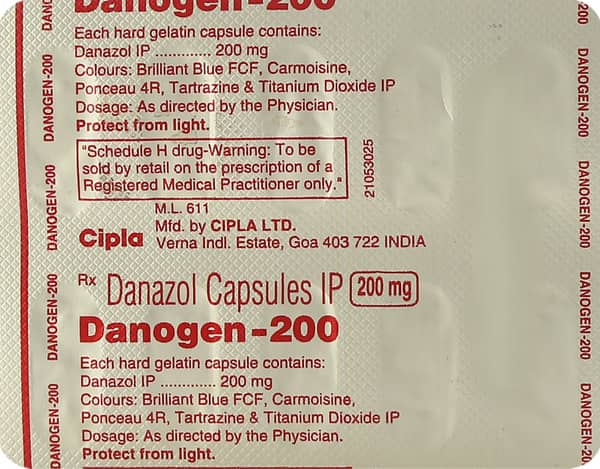 Danogen-200
Each hard gelatin capsule contains:
Danazol IP ............. 200 mg
Colours: Brilliant Blue FCF, Carmoisine,
Ponceau 4R, Tartrazine & Titanium Dioxide IP
Dosage: As directed by the Physician.
Protect from light.
"Schedule H drug-Warning: To be
sold by retail on the prescription of a
Registered Medical Practitioner only."
21053025
M.L. 611
Mfd. by CIPLA LTD.
Cipla Verna Indl. Estate, Goa 403 722 INDIA
Rx Danazol Capsules IP 200 mg
Danogen-200
Each hard gelatin capsule contains:
Danazol IP ............. 200 mg
Colours: Brilliant Blue FCF, Carmoisine,
Ponceau 4R, Tartrazine & Titanium Dioxide IP
Dosage: As directed by the Physician.
Protect from light.
DANOGEN-200
DANOGEN-200
DANOGEN-200
DANOGEN-200
DANOGEN-200
DANOGEN-200
DANOGEN-200
DANOGEN-200